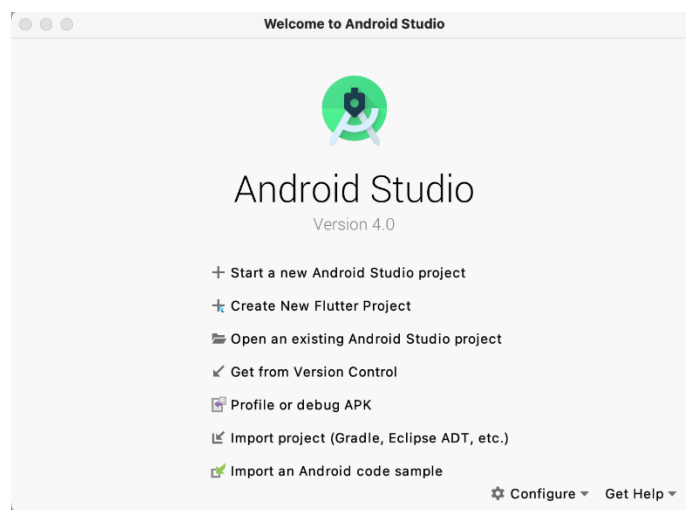 Welcome to Android Studio
Android Studio
Version 4.0
Start a new Android Studio project
Create New Flutter Project
Open an existing Android Studio project
Get from Version Control
Profile or debug APK
Import project (Gradle, Eclipse ADT, etc.)
Import an Android code sample
Configure Get Help